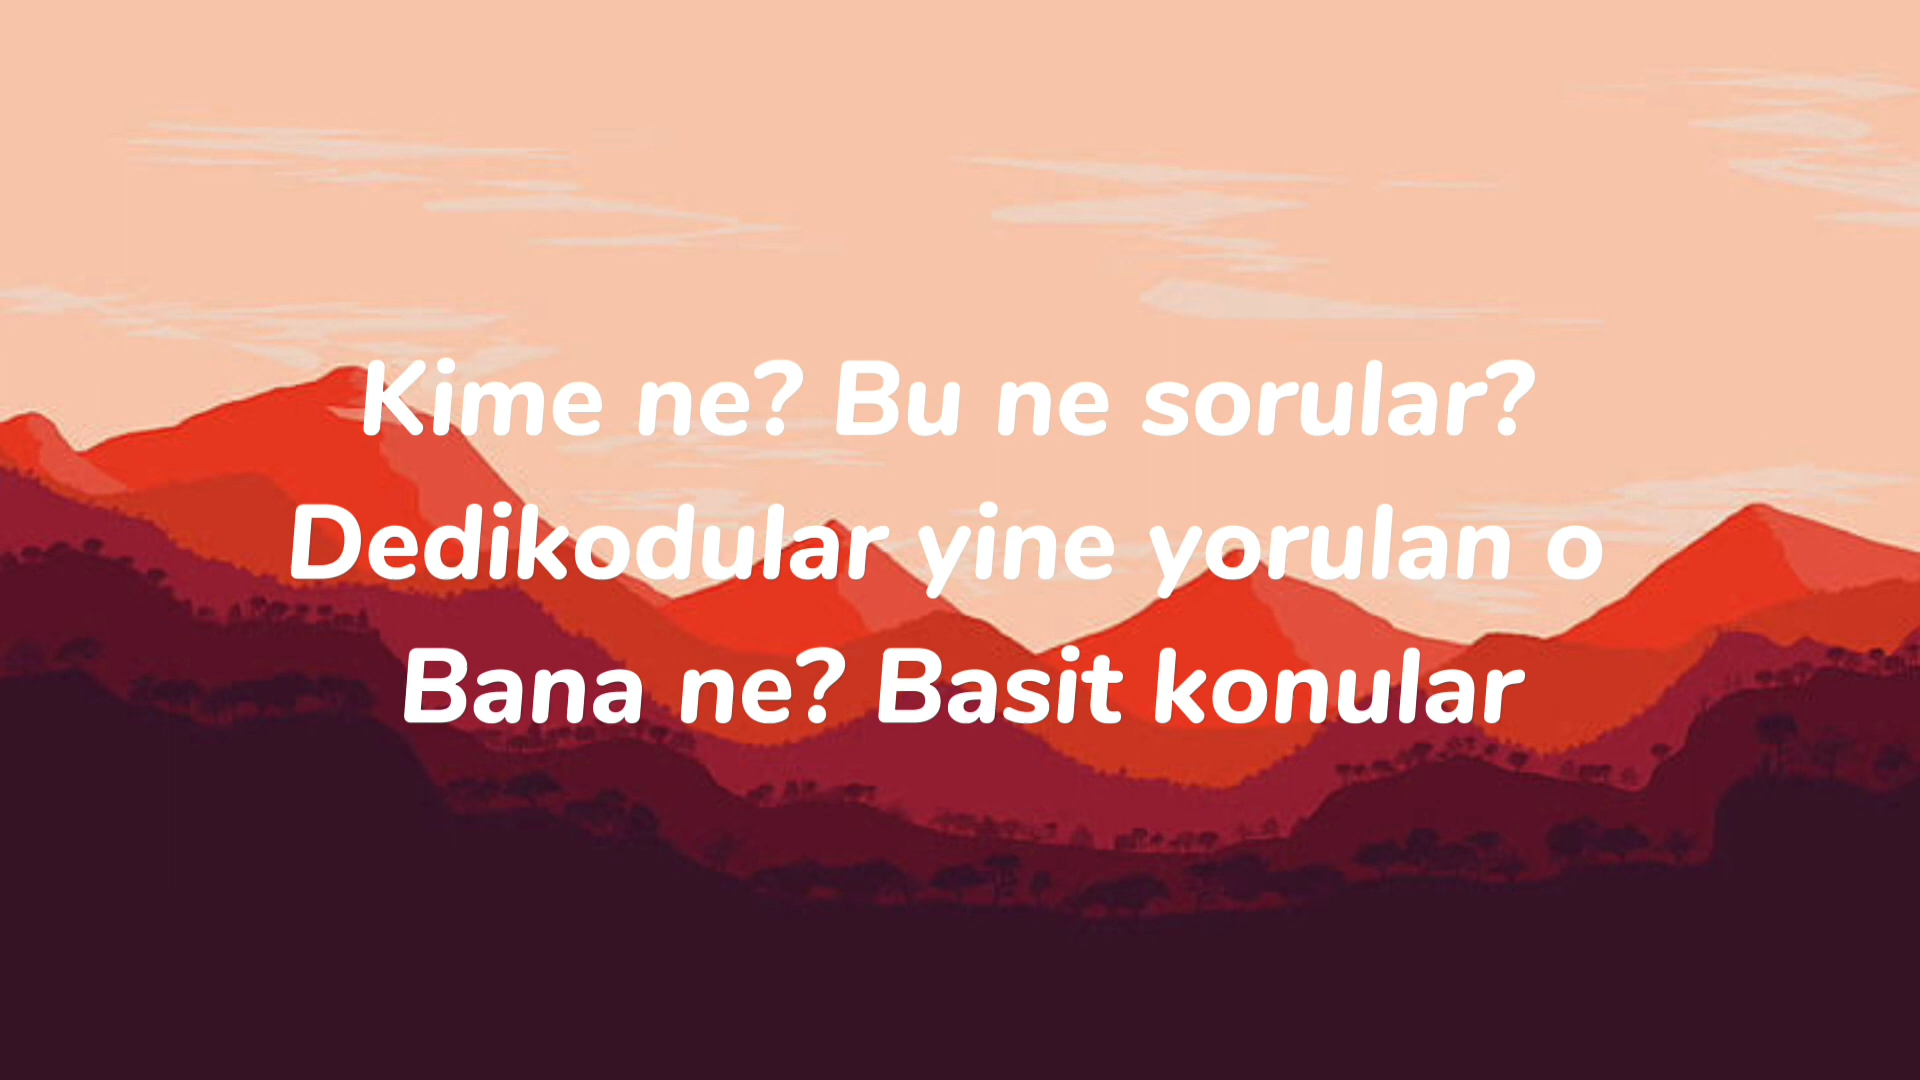 Kime ne? Bu ne sorular?
Dedikodular yine yorulan o
Bana ne? Basit konular